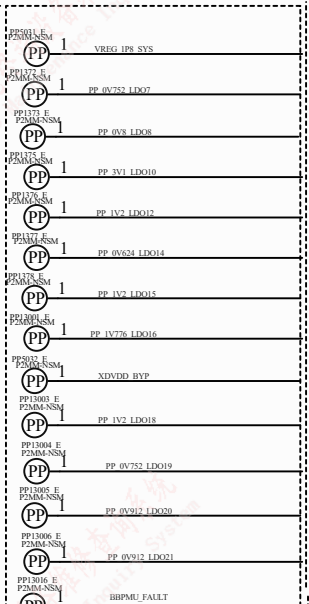 PP5031_E
P2MM-NSM
PP 1 VREG_1P8_SYS
PP1372_E
P2MM-NSM
PP 1 PP_0V752_LDO7
PP1373_E
P2MM-NSM
PP 1 PP_0V8_LDO8
PP1375_E
P2MM-NSM
PP 1 PP_3V1_LDO10
PP1376_E
P2MM-NSM
PP 1 PP_1V2_LDO12
PP1377_E
P2MM-NSM
PP 1 PP_0V624_LDO14
PP1378_E
P2MM-NSM
PP 1 PP_1V2_LDO15
PP13001_E
P2MM-NSM
PP 1 PP_1V776_LDO16
PP5032_E
P2MM-NSM
PP 1 XDVDD_BYP
PP13003_E
P2MM-NSM
PP 1 PP_1V2_LDO18
PP13004_E
P2MM-NSM
PP 1 PP_0V752_LDO19
PP13005_E
P2MM-NSM
PP 1 PP_0V912_LDO20
PP13006_E
P2MM-NSM
PP 1 PP_0V912_LDO21
PP13016_E
P2MM-NSM
PP 1 BBPMU_FAULT